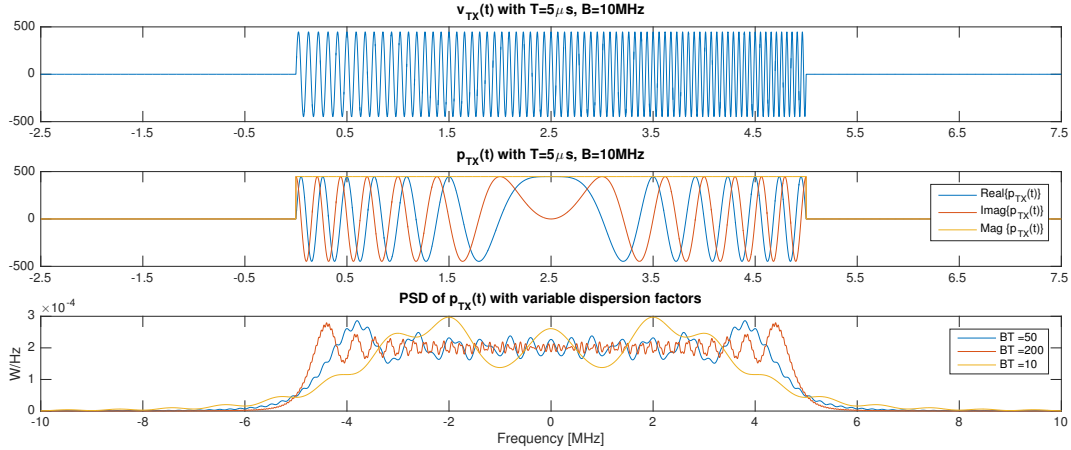 v_TX(t) with T=5μs, B=10MHz
500
0
-500
-2.5 -1.5 -0.5 0.5 1.5 2.5 3.5 4.5 5.5 6.5 7.5
p_TX(t) with T=5μs, B=10MHz
500
0
-500
Real{p_TX(t)}
Imag{p_TX(t)}
Mag {p_TX(t)}
-2.5 -1.5 -0.5 0.5 1.5 2.5 3.5 4.5 5.5 6.5 7.5
PSD of p_TX(t) with variable dispersion factors
×10^-4
W/Hz
3
2
1
0
BT =50
BT =200
BT =10
-10 -8 -6 -4 -2 0 2 4 6 8 10
Frequency [MHz]